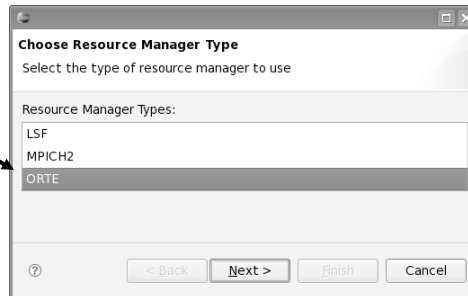 Choose Resource Manager Type
Select the type of resource manager to use
Resource Manager Types:
LSF
MPICH2
ORTE
< Back Next > Finish Cancel